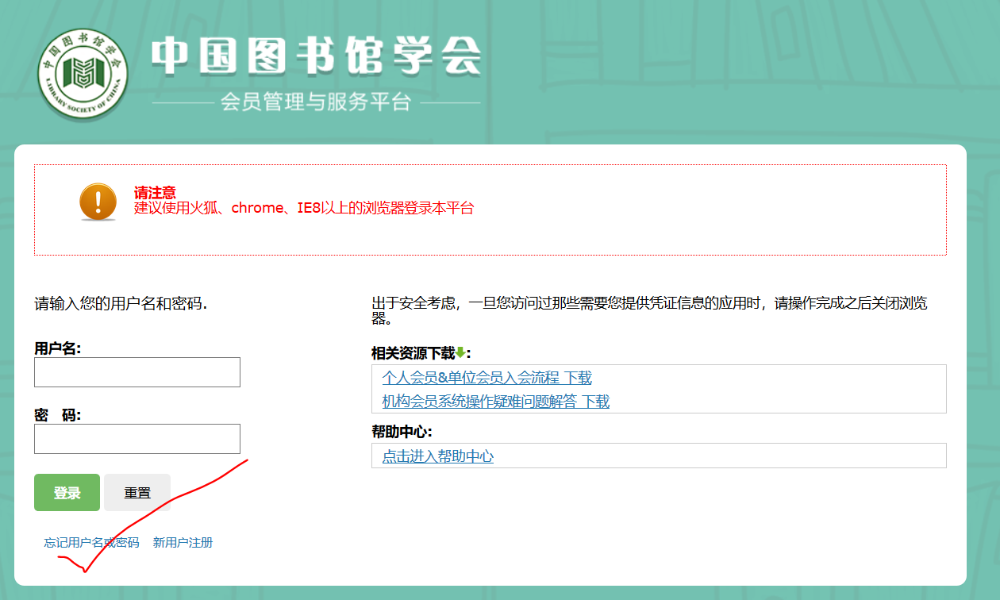 中国图书馆学会
LIBRARY SOCIETY OF CHINA
中国图书馆学会
会员管理与服务平台
请注意
建议使用火狐、chrome、IE8以上的浏览器登录本平台
请输入您的用户名和密码.
用户名:
密 码:
登录 重置
忘记用户名或密码 新用户注册
出于安全考虑，一旦您访问过那些需要您提供凭证信息的应用时，请操作完成之后关闭浏览
器。
相关资源下载:
个人会员&单位会员入会流程 下载
机构会员系统操作疑难问题解答 下载
帮助中心:
点击进入帮助中心